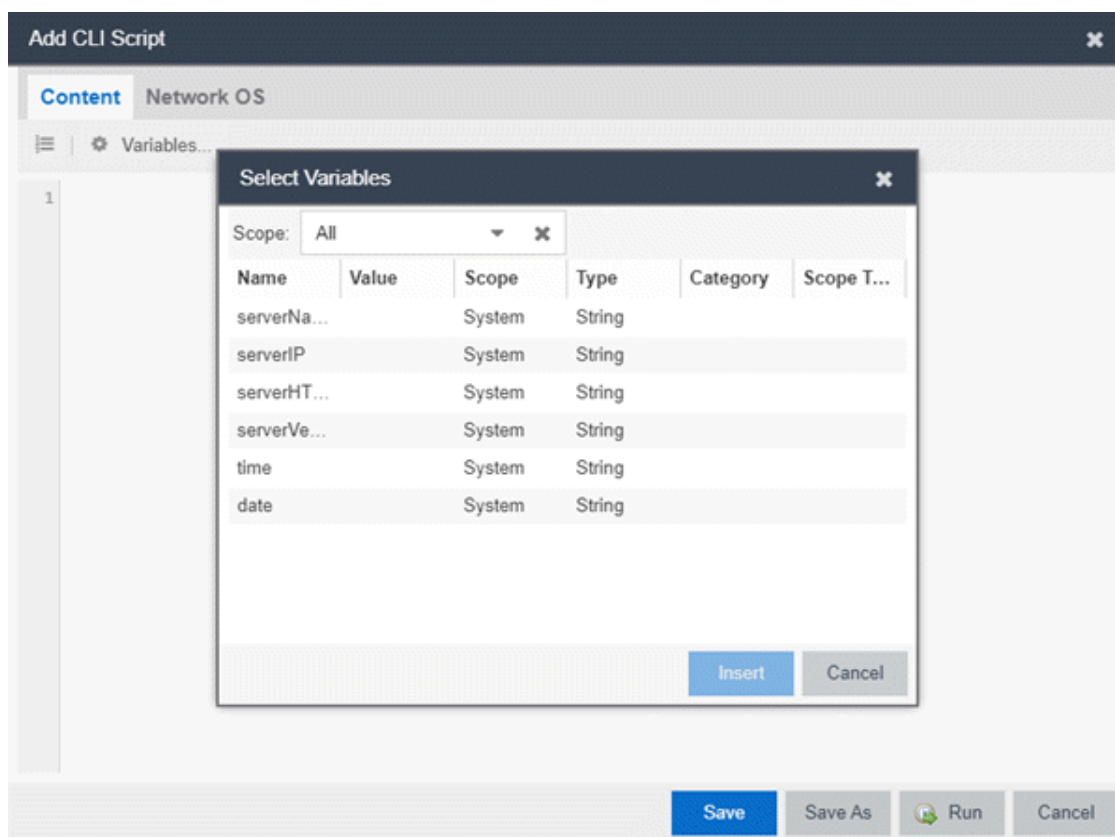 Add CLI Script
Content Network OS
Variables...
1
Select Variables
Scope: All
Name Value Scope Type Category Scope T...
serverNa... System String
serverIP System String
serverHT... System String
serverVe... System String
time System String
date System String
Insert Cancel
Save Save As Run Cancel